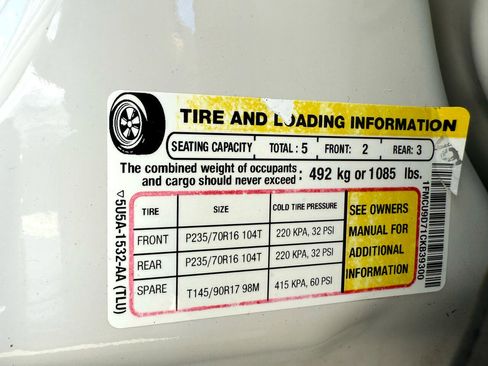 TIRE AND LOADING INFORMATION
SEATING CAPACITY TOTAL : 5 FRONT: 2 REAR: 3
The combined weight of occupants
and cargo should never exceed : 492 kg or 1085 lbs.
TIRE SIZE COLD TIRE PRESSURE
FRONT P235/70R16 104T 220 KPA, 32 PSI
REAR P235/70R16 104T 220 KPA, 32 PSI
SPARE T145/90R17 98M 415 KPA, 60 PSI
SEE OWNERS
MANUAL FOR
ADDITIONAL
INFORMATION
5U5A-1532-AA (TLU)
1FMCU9D71CKB39300